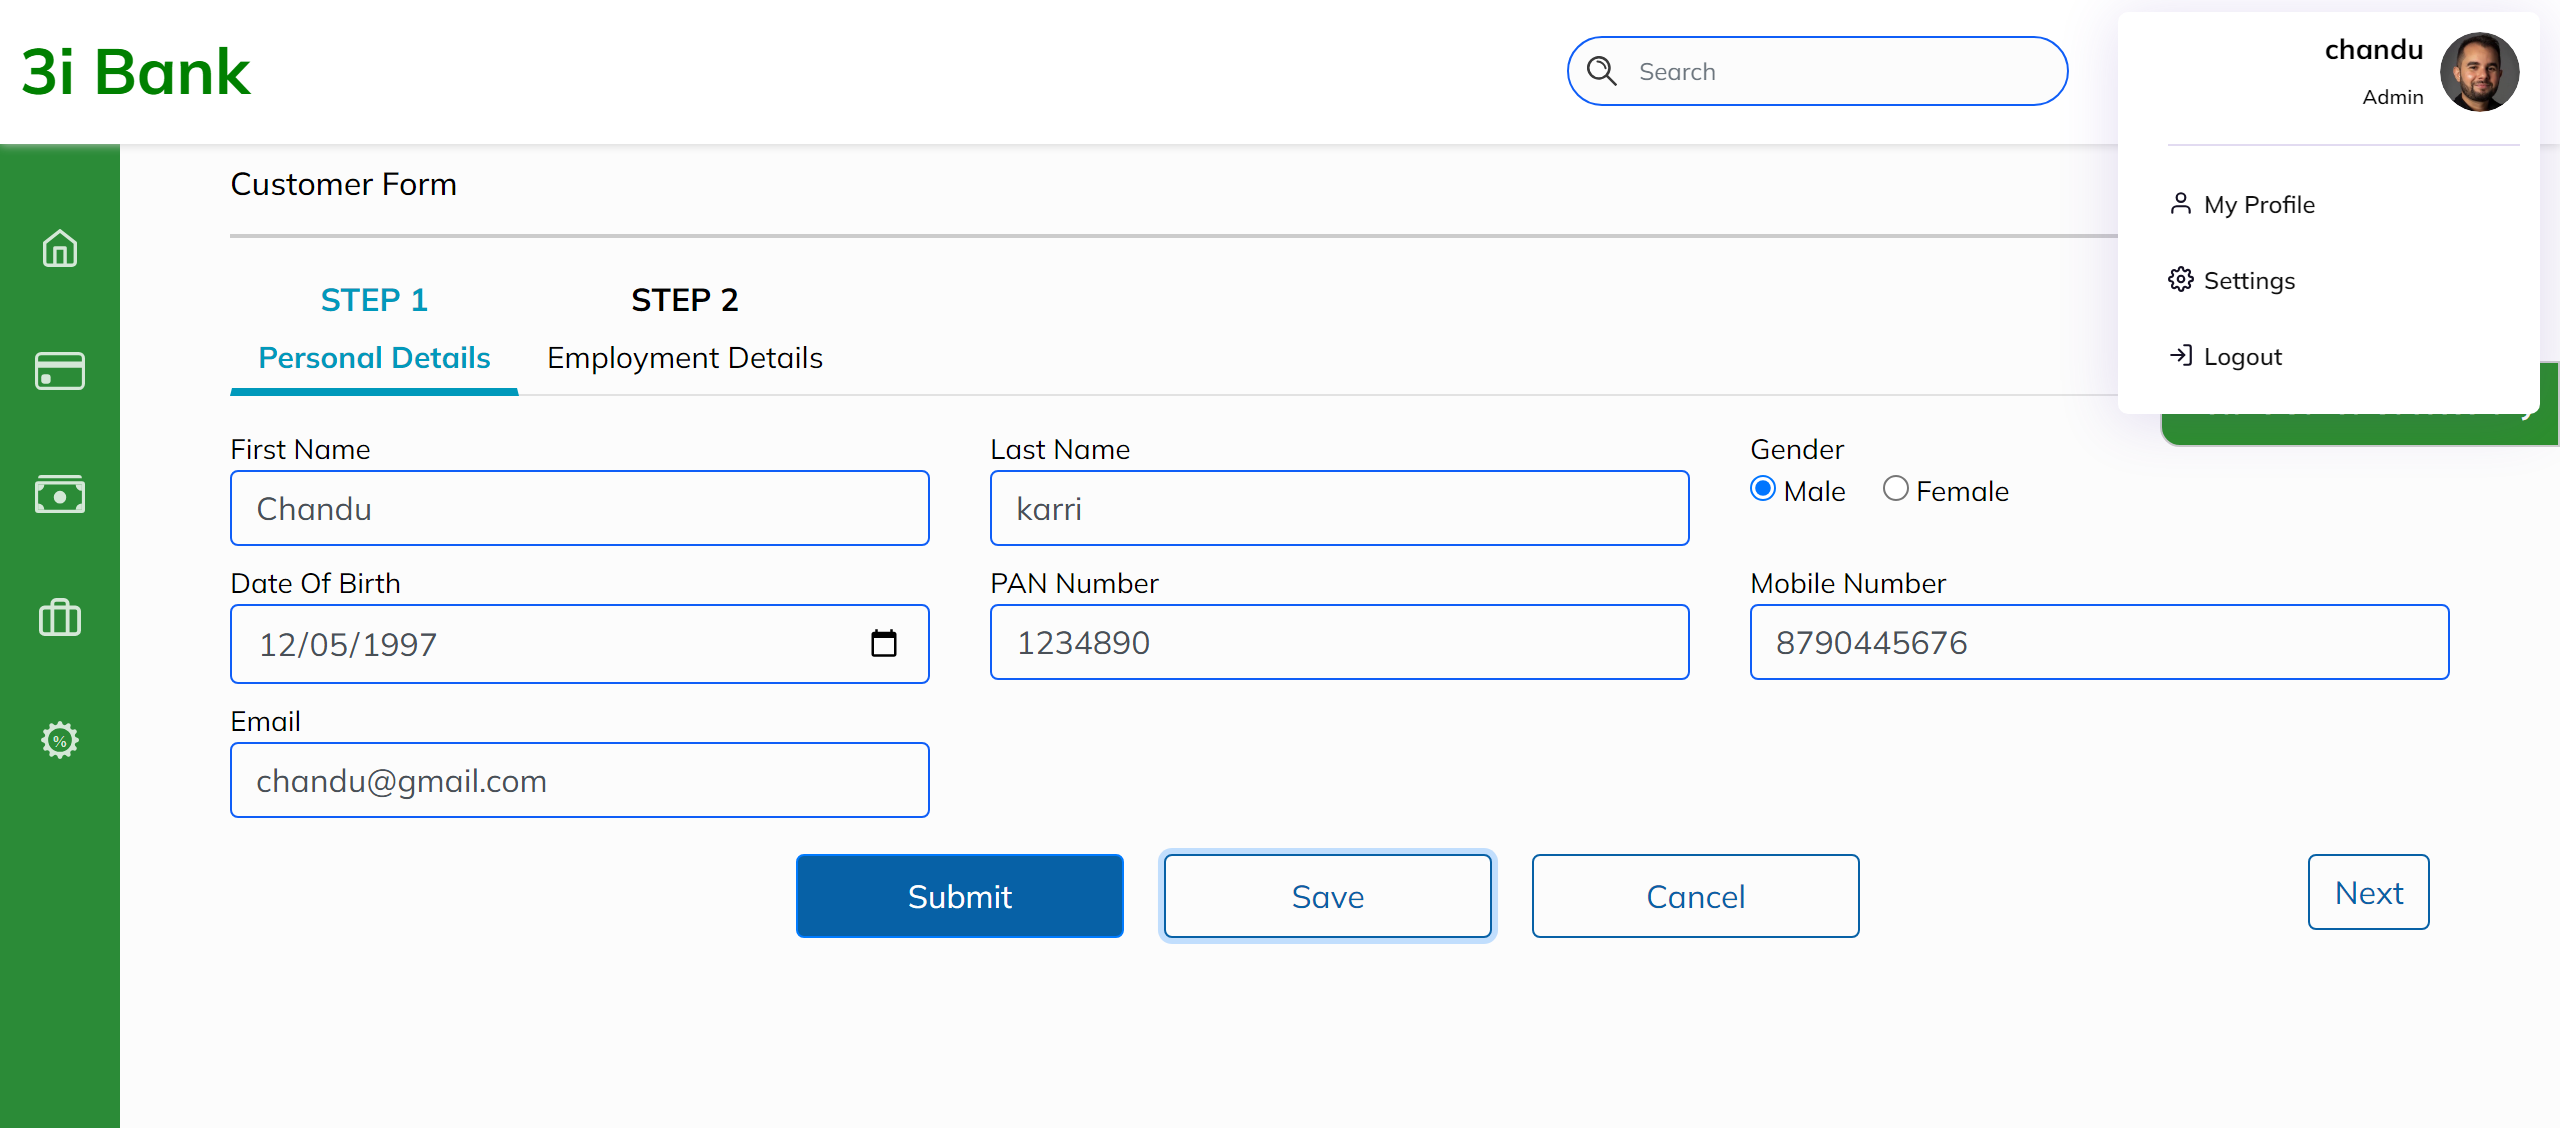 3i Bank
Search
chandu
Admin
My Profile
Settings
Logout
Customer Form
STEP 1
Personal Details
STEP 2
Employment Details
First Name
Chandu
Last Name
karri
Gender
Male
Female
Date Of Birth
12/05/1997
PAN Number
1234890
Mobile Number
8790445676
Email
chandu@gmail.com
Submit
Save
Cancel
Next
%